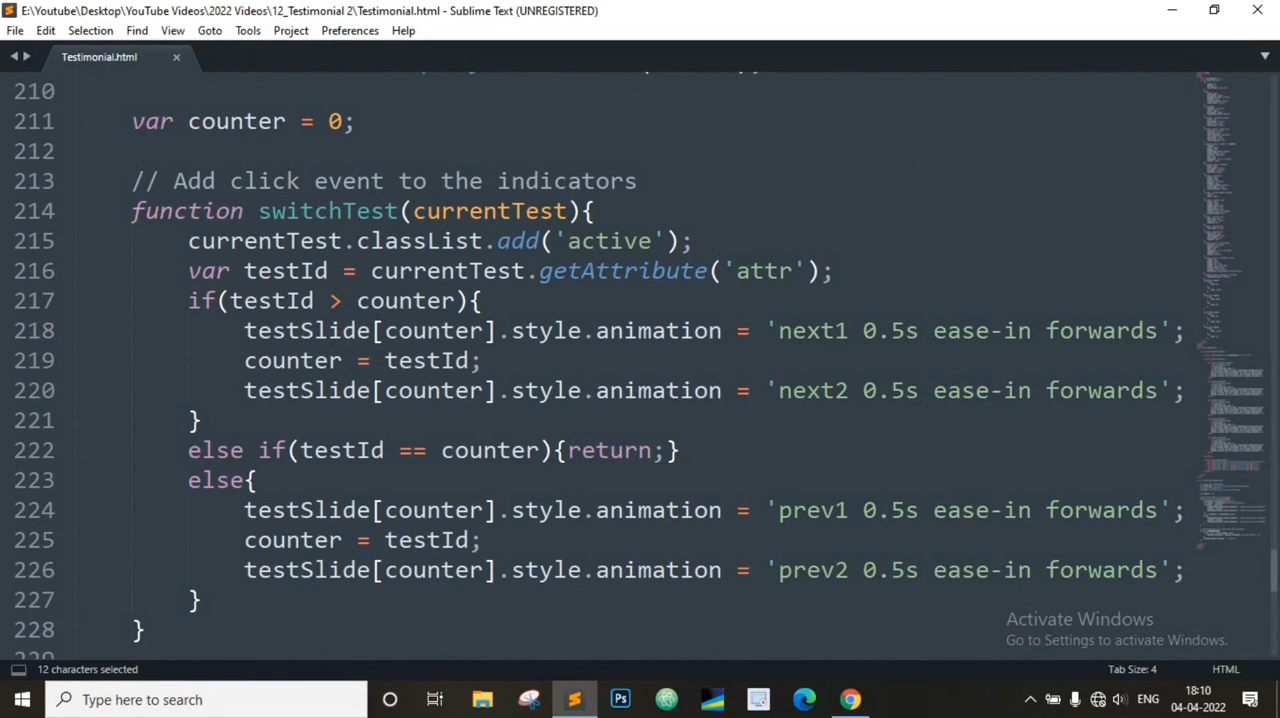 E:\Youtube\Desktop\YouTube Videos\2022 Videos\12_Testimonial 2\Testimonial.html - Sublime Text (UNREGISTERED)
File Edit Selection Find View Goto Tools Project Preferences Help
Testimonial.html
210
211 var counter = 0;
212
213 // Add click event to the indicators
214 function switchTest(currentTest){
215 currentTest.classList.add('active');
216 var testId = currentTest.getAttribute('attr');
217 if(testId > counter){
218 testSlide[counter].style.animation = 'next1 0.5s ease-in forwards';
219 counter = testId;
220 testSlide[counter].style.animation = 'next2 0.5s ease-in forwards';
221 }
222 else if(testId == counter){return;}
223 else{
224 testSlide[counter].style.animation = 'prev1 0.5s ease-in forwards';
225 counter = testId;
226 testSlide[counter].style.animation = 'prev2 0.5s ease-in forwards';
227 }
228 }
Activate Windows
Go to Settings to activate Windows.
12 characters selected
Tab Size: 4 HTML
Type here to search
Ps
ENG
18:10
04-04-2022